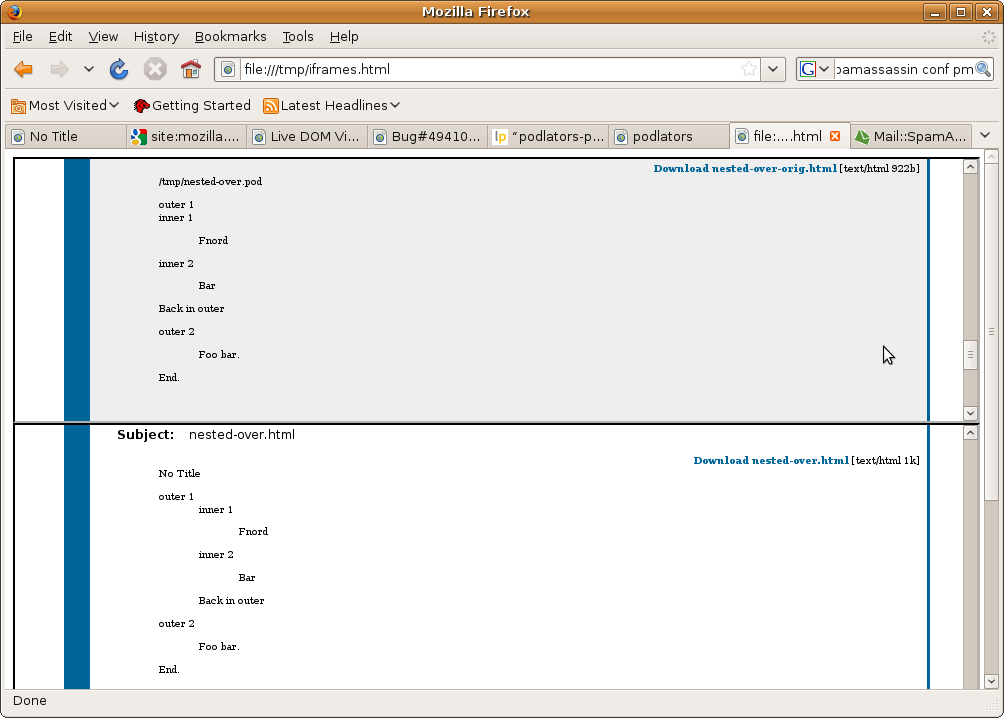 Mozilla Firefox
File Edit View History Bookmarks Tools Help
file:///tmp/iframes.html
G pamassassin conf pm
Most Visited Getting Started Latest Headlines
No Title site:mozilla.... Live DOM Vi... Bug#49410... lp “podlators-p... podlators file:....html Mail::SpamA...
Download nested-over-orig.html [text/html 922b]
/tmp/nested-over.pod
outer 1
inner 1
Fnord
inner 2
Bar
Back in outer
outer 2
Foo bar.
End.
Subject: nested-over.html
Download nested-over.html [text/html 1k]
No Title
outer 1
inner 1
Fnord
inner 2
Bar
Back in outer
outer 2
Foo bar.
End.
Done